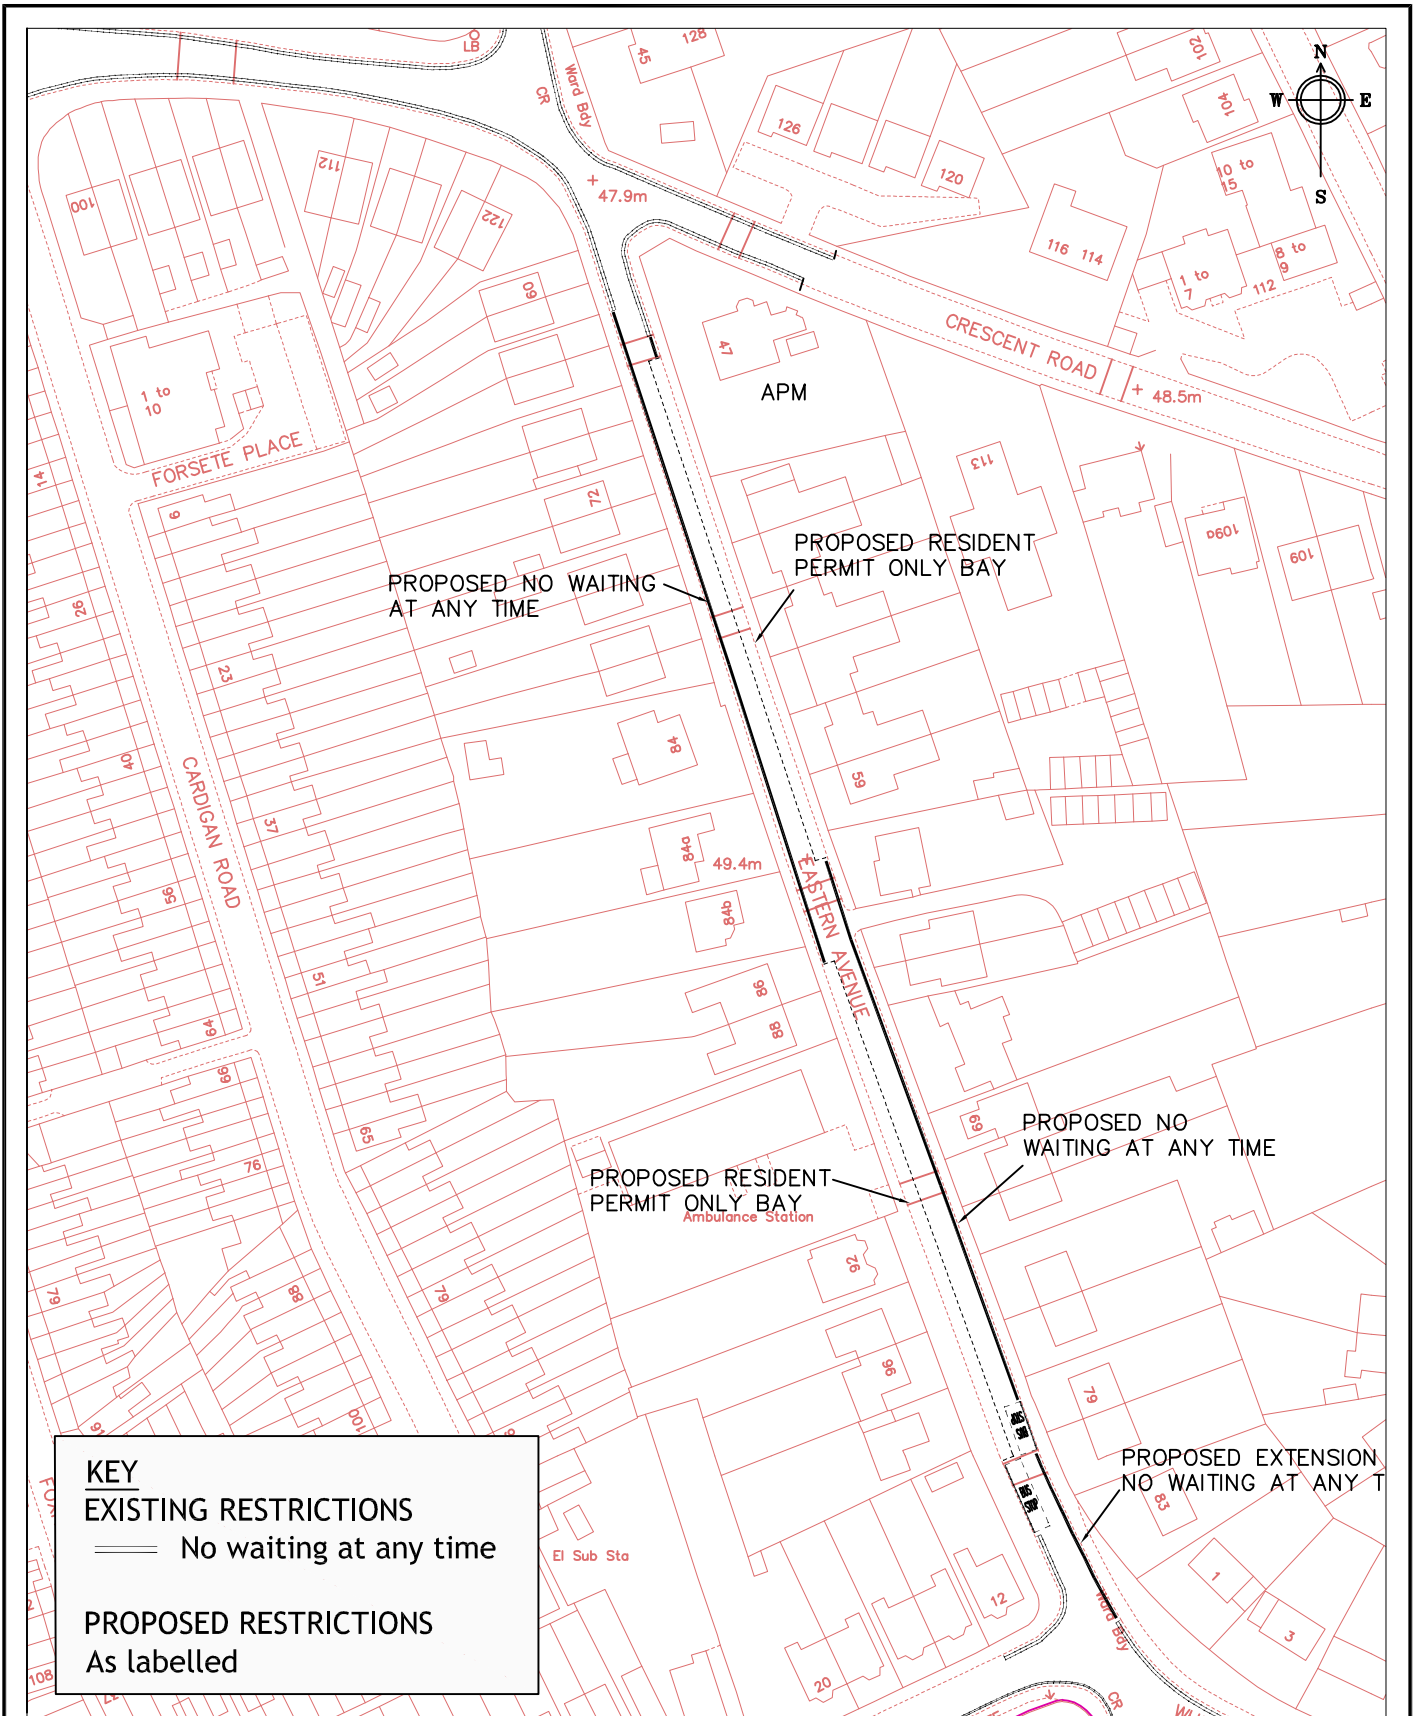 LB
45
128
102
N
W
E
S
Ward Bdy
CR
126
104
112
100
120
10 to
15
122
47.9m
116
114
8 to
9
1 to
7
112
60
CRESCENT ROAD
47
1 to
10
APM
48.5m
FORSETE PLACE
14
113
72
9
109a
109
PROPOSED RESIDENT
PERMIT ONLY BAY
PROPOSED NO WAITING
AT ANY TIME
26
23
84
59
40
CARDIGAN ROAD
37
84a
49.4m
EASTERN AVENUE
56
84b
51
86
88
64
66
65
69
PROPOSED NO
WAITING AT ANY TIME
76
PROPOSED RESIDENT
PERMIT ONLY BAY
Ambulance Station
92
79
88
79
96
79
BUS STOP
100
91
KEY
EXISTING RESTRICTIONS
No waiting at any time
PROPOSED RESTRICTIONS
As labelled
PROPOSED EXTENSION
NO WAITING AT ANY T
83
BUS STOP
El Sub Sta
1
12
3
Ward Bdy
108
20
CR